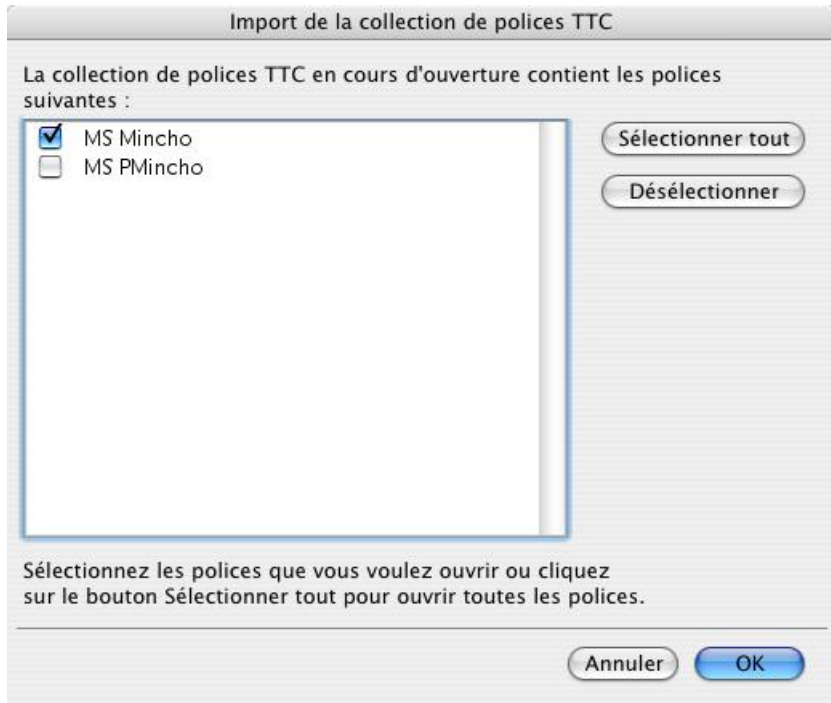 Import de la collection de polices TTC
La collection de polices TTC en cours d'ouverture contient les polices
suivantes :
MS Mincho
MS PMincho
Sélectionner tout
Désélectionner
Sélectionnez les polices que vous voulez ouvrir ou cliquez
sur le bouton Sélectionner tout pour ouvrir toutes les polices.
Annuler
OK